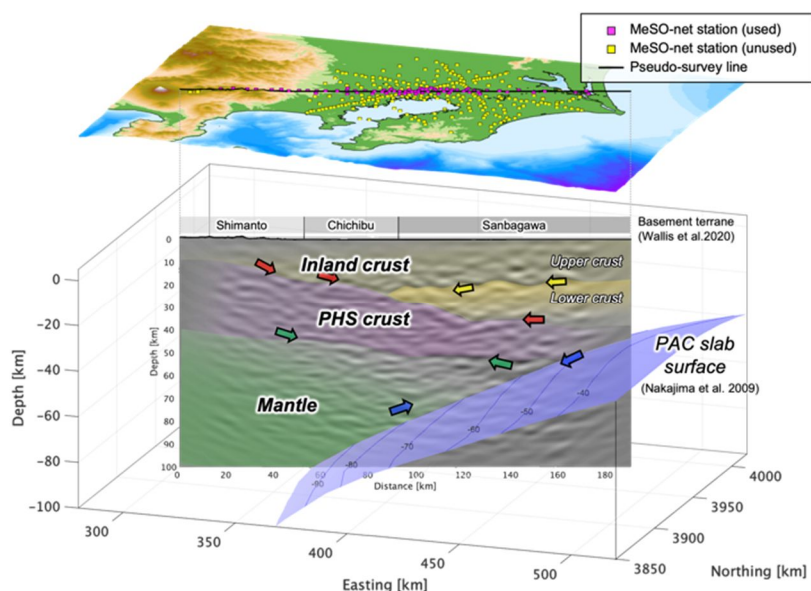 MeSO-net station (used)
MeSO-net station (unused)
Pseudo-survey line
Shimanto
Chichibu
Sanbagawa
Basement terrane
(Wallis et al.2020)
Inland crust
Upper crust
Lower crust
PHS crust
Mantle
PAC slab
surface
(Nakajima et al. 2009)
0
10
20
30
40
50
60
70
80
90
100
Depth [km]
0
20
40
60
80
100
120
140
160
180
Distance [km]
-40
-50
-60
-70
-80
-90
0
−20
−40
−60
−80
−100
Depth [km]
300
350
400
450
500
Easting [km]
3850
3900
3950
4000
Northing [km]